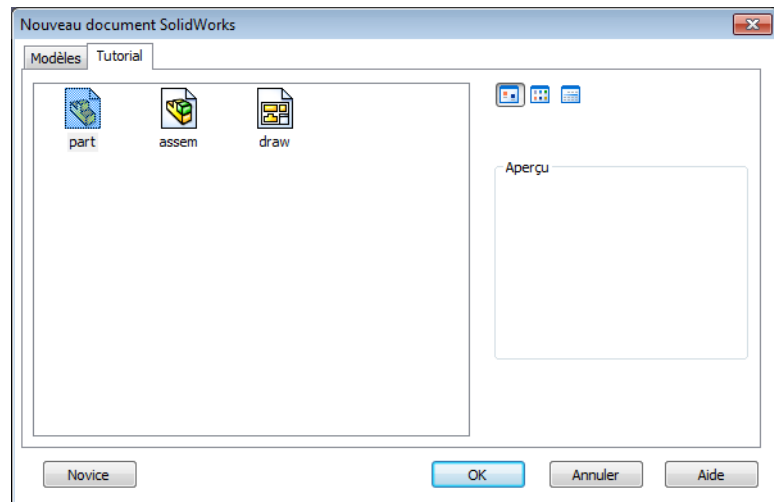 Nouveau document SolidWorks
Modèles Tutorial
part assem draw
Aperçu
Novice OK Annuler Aide